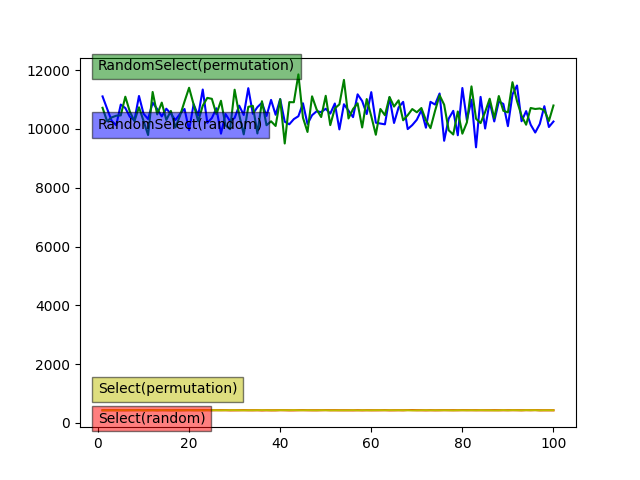 RandomSelect(permutation)
12000
RandomSelect(random)
10000
8000
6000
4000
2000
Select(permutation)
Select(random)
0
0 20 40 60 80 100